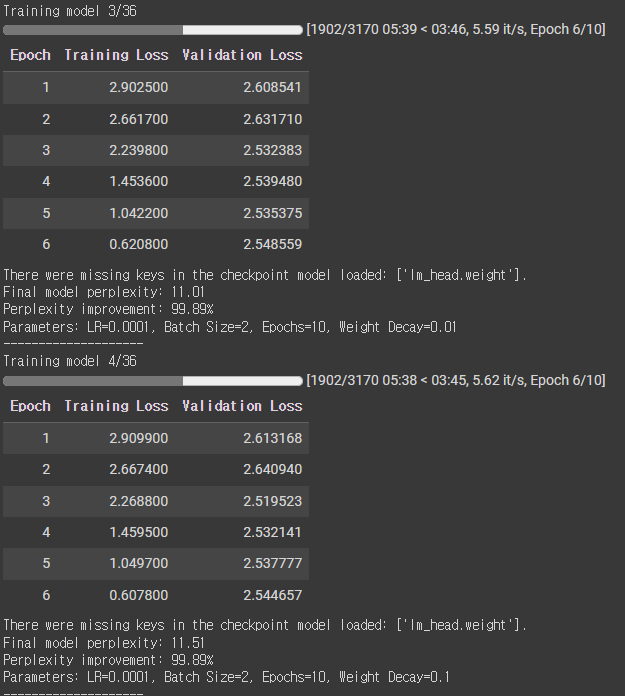 Training model 3/36
[1902/3170 05:39 < 03:46, 5.59 it/s, Epoch 6/10]
Epoch Training Loss Validation Loss
1 2.902500 2.608541
2 2.661700 2.631710
3 2.239800 2.532383
4 1.453600 2.539480
5 1.042200 2.535375
6 0.620800 2.548559
There were missing keys in the checkpoint model loaded: ['lm_head.weight'].
Final model perplexity: 11.01
Perplexity improvement: 99.89%
Parameters: LR=0.0001, Batch Size=2, Epochs=10, Weight Decay=0.01
--------------------
Training model 4/36
[1902/3170 05:38 < 03:45, 5.62 it/s, Epoch 6/10]
Epoch Training Loss Validation Loss
1 2.909900 2.613168
2 2.667400 2.640940
3 2.268800 2.519523
4 1.459500 2.532141
5 1.049700 2.537777
6 0.607800 2.544657
There were missing keys in the checkpoint model loaded: ['lm_head.weight'].
Final model perplexity: 11.51
Perplexity improvement: 99.89%
Parameters: LR=0.0001, Batch Size=2, Epochs=10, Weight Decay=0.1
--------------------